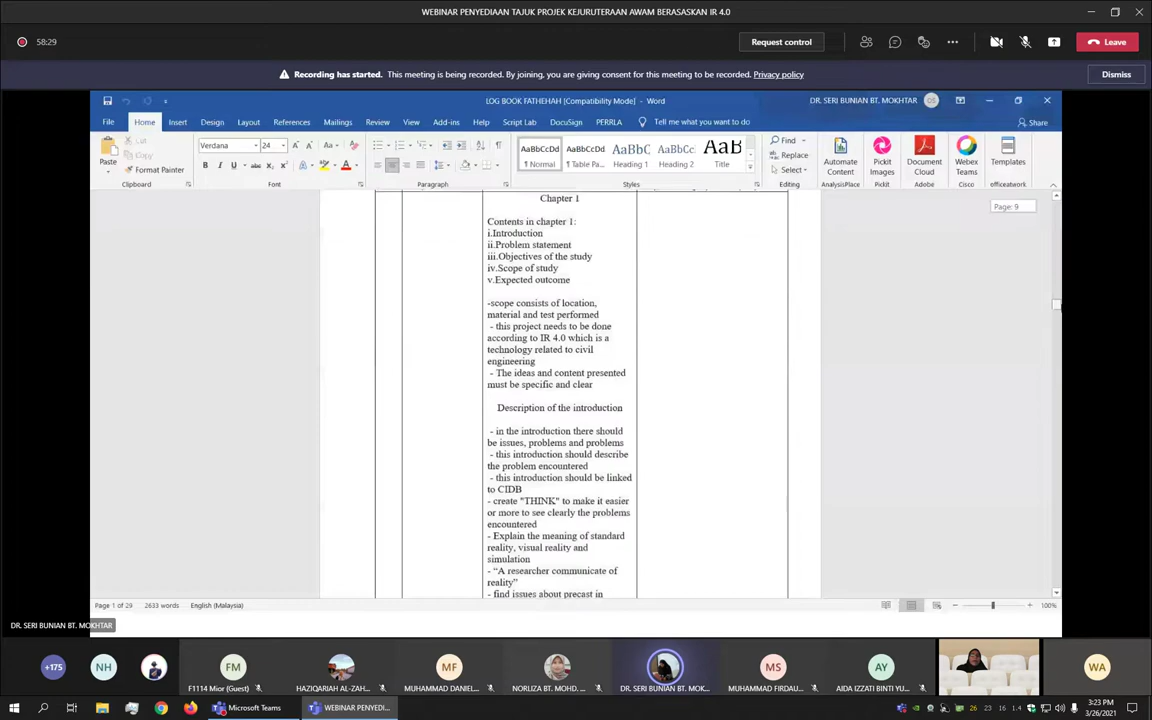 WEBINAR PENYEDIAAN TAJUK PROJEK KEJURUTERAAN AWAM BERASASKAN IR 4.0
58:29
Request control
Leave
Recording has started. This meeting is being recorded. By joining, you are giving consent for this meeting to be recorded. Privacy policy
Dismiss
LOG BOOK FATHEHAH [Compatibility Mode] - Word
DR. SERI BUNIAN BT. MOKHTAR
File Home Insert Design Layout References Mailings Review View Add-ins Help Script Lab DocuSign PERRLA Tell me what you want to do Share
Paste
Cut
Copy
Format Painter
Clipboard
Verdana 24
Font
Paragraph
AaBbCcDd AaBbCcDd AaBbC AaBbCc AaB
¶ Normal ¶ Table Pa... Heading 1 Heading 2 Title
Styles
Find
Replace
Select
Editing
Automate Content
AnalysisPlace
Pickit Images
Pickit
Document Cloud
Adobe
Webex Teams
Cisco
Templates
officeatwork
Page: 9
Chapter 1
Contents in chapter 1:
i.Introduction
ii.Problem statement
iii.Objectives of the study
iv.Scope of study
v.Expected outcome
-scope consists of location,
material and test performed
- this project needs to be done
according to IR 4.0 which is a
technology related to civil
engineering
- The ideas and content presented
must be specific and clear
Description of the introduction
- in the introduction there should
be issues, problems and problems
- this introduction should describe
the problem encountered
- this introduction should be linked
to CIDB
- create "THINK" to make it easier
or more to see clearly the problems
encountered
- Explain the meaning of standard
reality, visual reality and
simulation
- “A researcher communicate of
reality”
- find issues about precast in
Page 1 of 29 2633 words English (Malaysia)
100%
DR. SERI BUNIAN BT. MOKHTAR
+175
NH
FM
MF
MS
AY
WA
F1114 Mior (Guest)
HAZIQARIAH AL-ZAH...
MUHAMMAD DANIEL...
NORLIZA BT. MOHD. ...
DR. SERI BUNIAN BT. MOK...
MUHAMMAD FIRDAU...
AIDA IZZATI BINTI YU...
Microsoft Teams
WEBINAR PENYEDI...
26 23 16 1.4
3:23 PM
3/26/2021